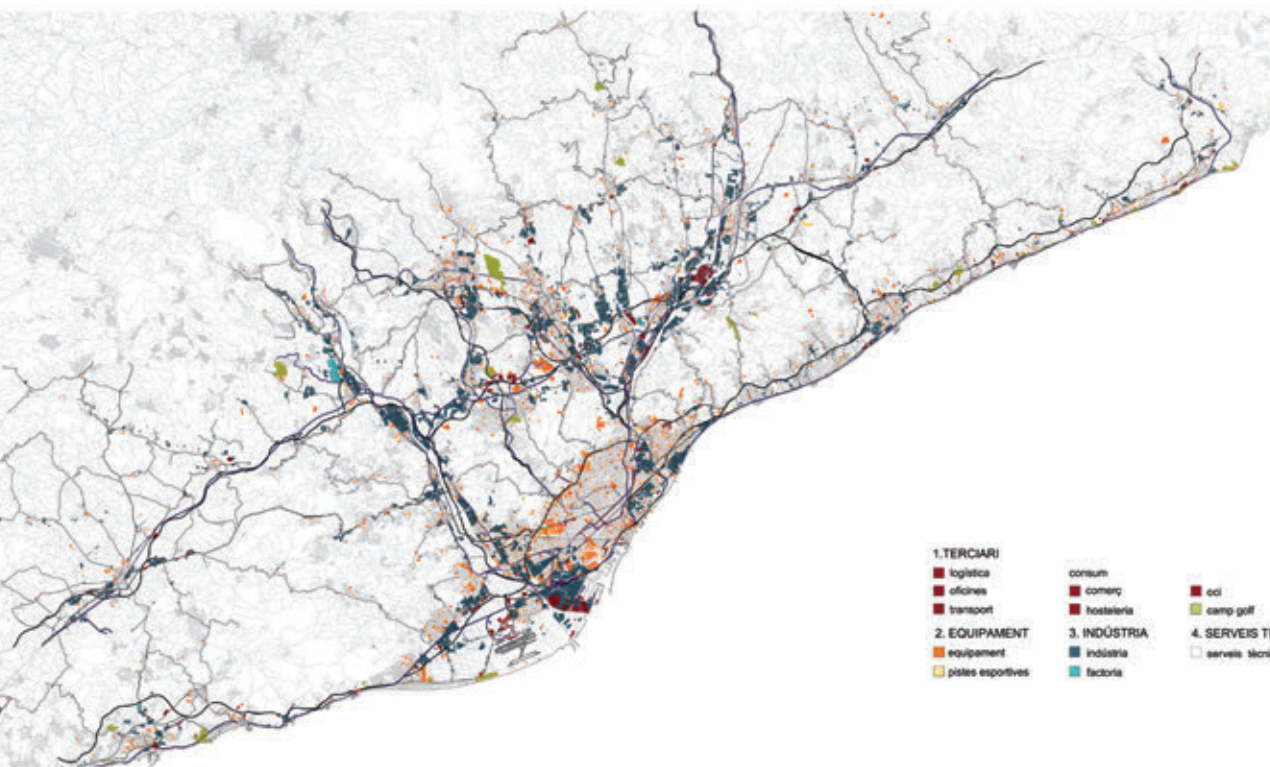 1.TERCIARI
logística
oficines
transport
consum
comerç
hosteleria
oci
camp golf
2. EQUIPAMENT
equipament
pistes esportives
3. INDÚSTRIA
indústria
factoria
4. SERVEIS
serveis